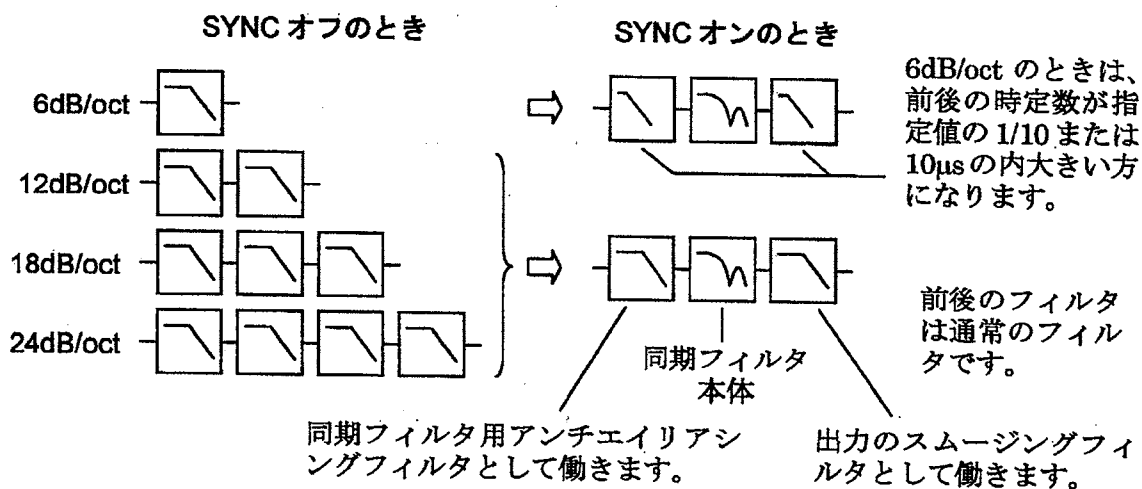 SYNC オフのとき
SYNC オンのとき
6dB/oct
12dB/oct
18dB/oct
24dB/oct
6dB/oct のときは、
前後の時定数が指
定値の 1/10 または
10μsの内大きい方
になります。
前後のフィルタ
は通常のフィル
タです。
同期フィルタ
本体
同期フィルタ用アンチエイリアシ
ングフィルタとして働きます。
出力のスムージングフィ
ルタとして働きます。